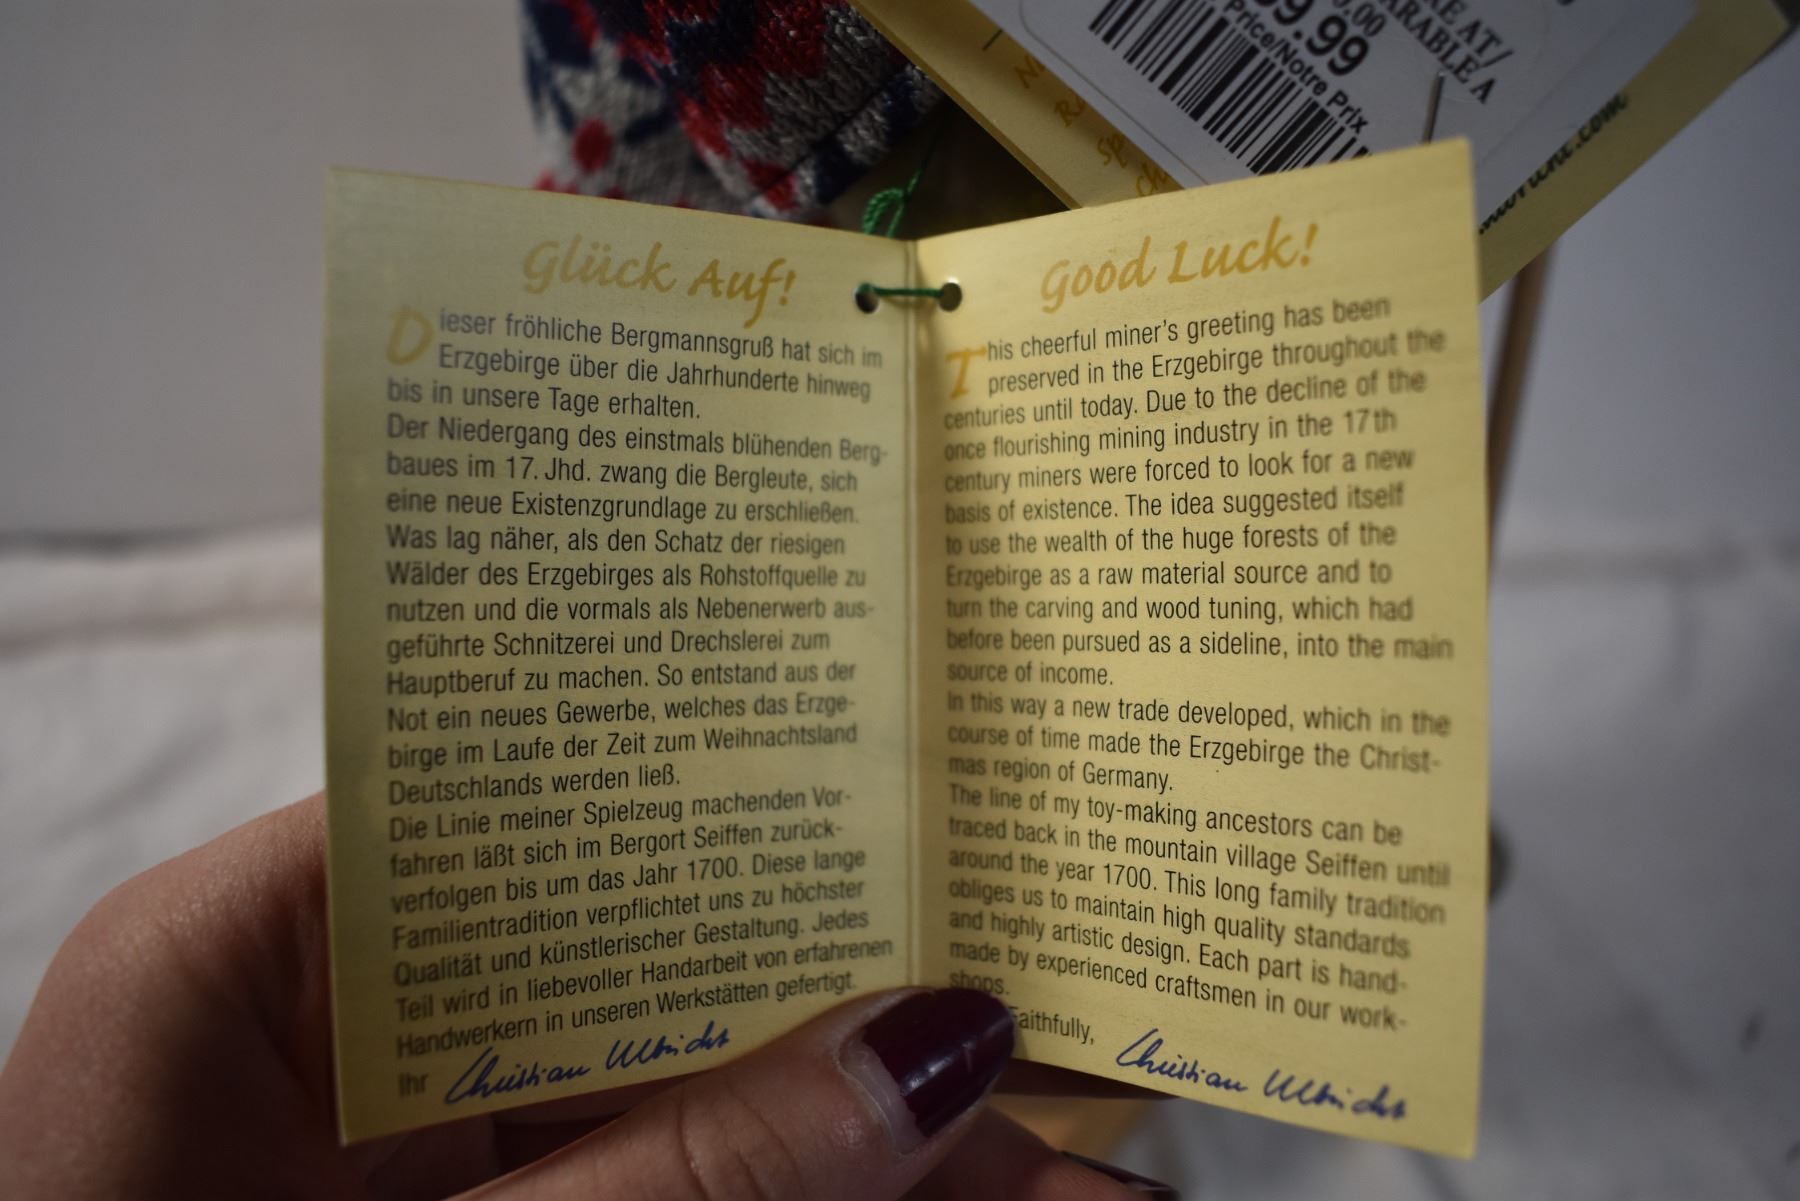 Glück Auf!
Dieser fröhliche Bergmannsgruß hat sich im
Erzgebirge über die Jahrhunderte hinweg
bis in unsere Tage erhalten.
Der Niedergang des einstmals blühenden Berg-
baues im 17. Jhd. zwang die Bergleute, sich
eine neue Existenzgrundlage zu erschließen.
Was lag näher, als den Schatz der riesigen
Wälder des Erzgebirges als Rohstoffquelle zu
nutzen und die vormals als Nebenerwerb aus-
geführte Schnitzerei und Drechslerei zum
Hauptberuf zu machen. So entstand aus der
Not ein neues Gewerbe, welches das Erzge-
birge im Laufe der Zeit zum Weihnachtsland
Deutschlands werden ließ.
Die Linie meiner Spielzeug machenden Vor-
fahren läßt sich im Bergort Seiffen zurück-
verfolgen bis um das Jahr 1700. Diese lange
Familientradition verpflichtet uns zu höchster
Qualität und künstlerischer Gestaltung. Jedes
Teil wird in liebevoller Handarbeit von erfahrenen
Handwerkern in unseren Werkstätten gefertigt.
Ihr Christian Ulbricht
Good Luck!
This cheerful miner's greeting has been
preserved in the Erzgebirge throughout the
centuries until today. Due to the decline of the
once flourishing mining industry in the 17th
century miners were forced to look for a new
basis of existence. The idea suggested itself
to use the wealth of the huge forests of the
Erzgebirge as a raw material source and to
turn the carving and wood tuning, which had
before been pursued as a sideline, into the main
source of income.
In this way a new trade developed, which in the
course of time made the Erzgebirge the Christ-
mas region of Germany.
The line of my toy-making ancestors can be
traced back in the mountain village Seiffen until
around the year 1700. This long family tradition
obliges us to maintain high quality standards
and highly artistic design. Each part is hand-
made by experienced craftsmen in our work-
shops.
Faithfully, Christian Ulbricht
AT/
9.99
Price/Notre Prix
.com